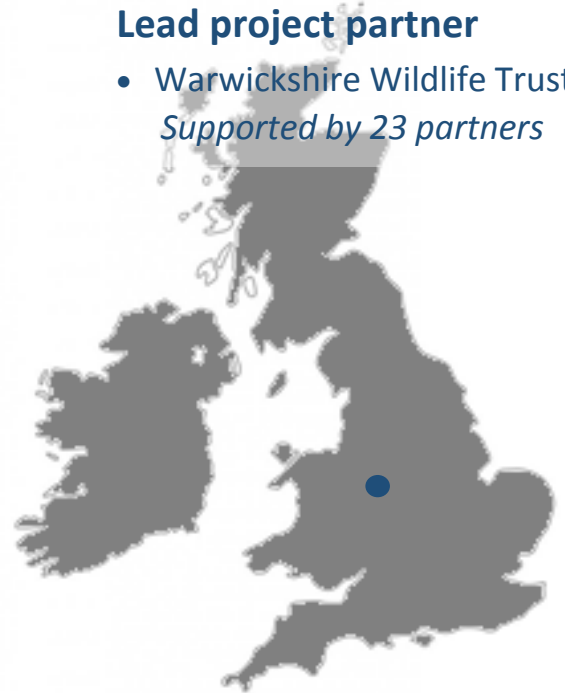 Lead project partner
• Warwickshire Wildlife Trust
Supported by 23 partners